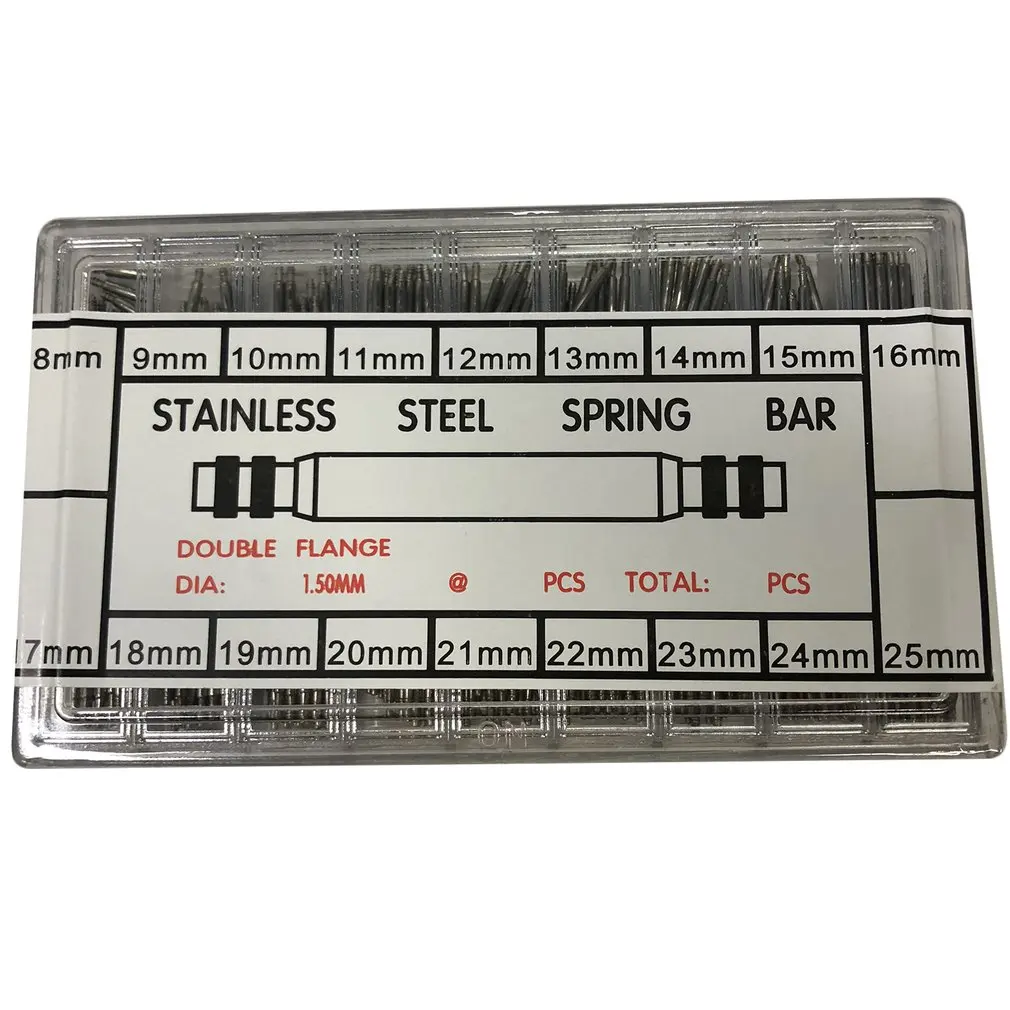 8mm 9mm 10mm 11mm 12mm 13mm 14mm 15mm 16mm
STAINLESS STEEL SPRING BAR
DOUBLE FLANGE
DIA: 1.50MM @ PCS TOTAL: PCS
17mm 18mm 19mm 20mm 21mm 22mm 23mm 24mm 25mm